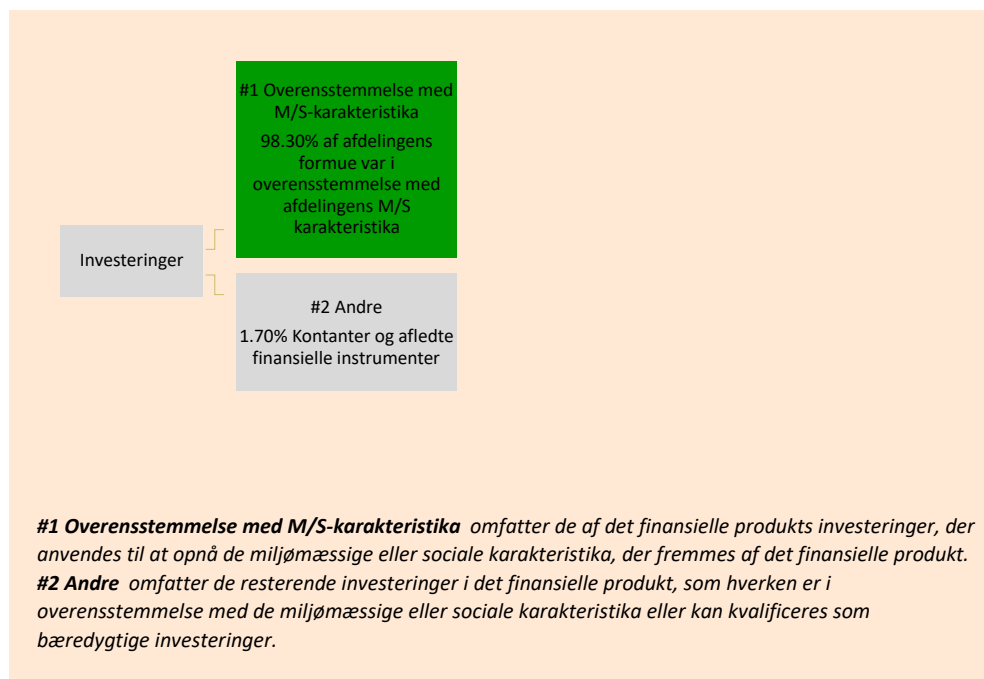 #1 Overensstemmelse med
M/S-karakteristika
98.30% af afdelingens
formue var i
overensstemmelse med
afdelingens M/S
karakteristika
Investeringer
#2 Andre
1.70% Kontanter og afledte
finansielle instrumenter
#1 Overensstemmelse med M/S-karakteristika omfatter de af det finansielle produkts investeringer, der
anvendes til at opnå de miljømæssige eller sociale karakteristika, der fremmes af det finansielle produkt.
#2 Andre omfatter de resterende investeringer i det finansielle produkt, som hverken er i
overensstemmelse med de miljømæssige eller sociale karakteristika eller kan kvalificeres som
bæredygtige investeringer.